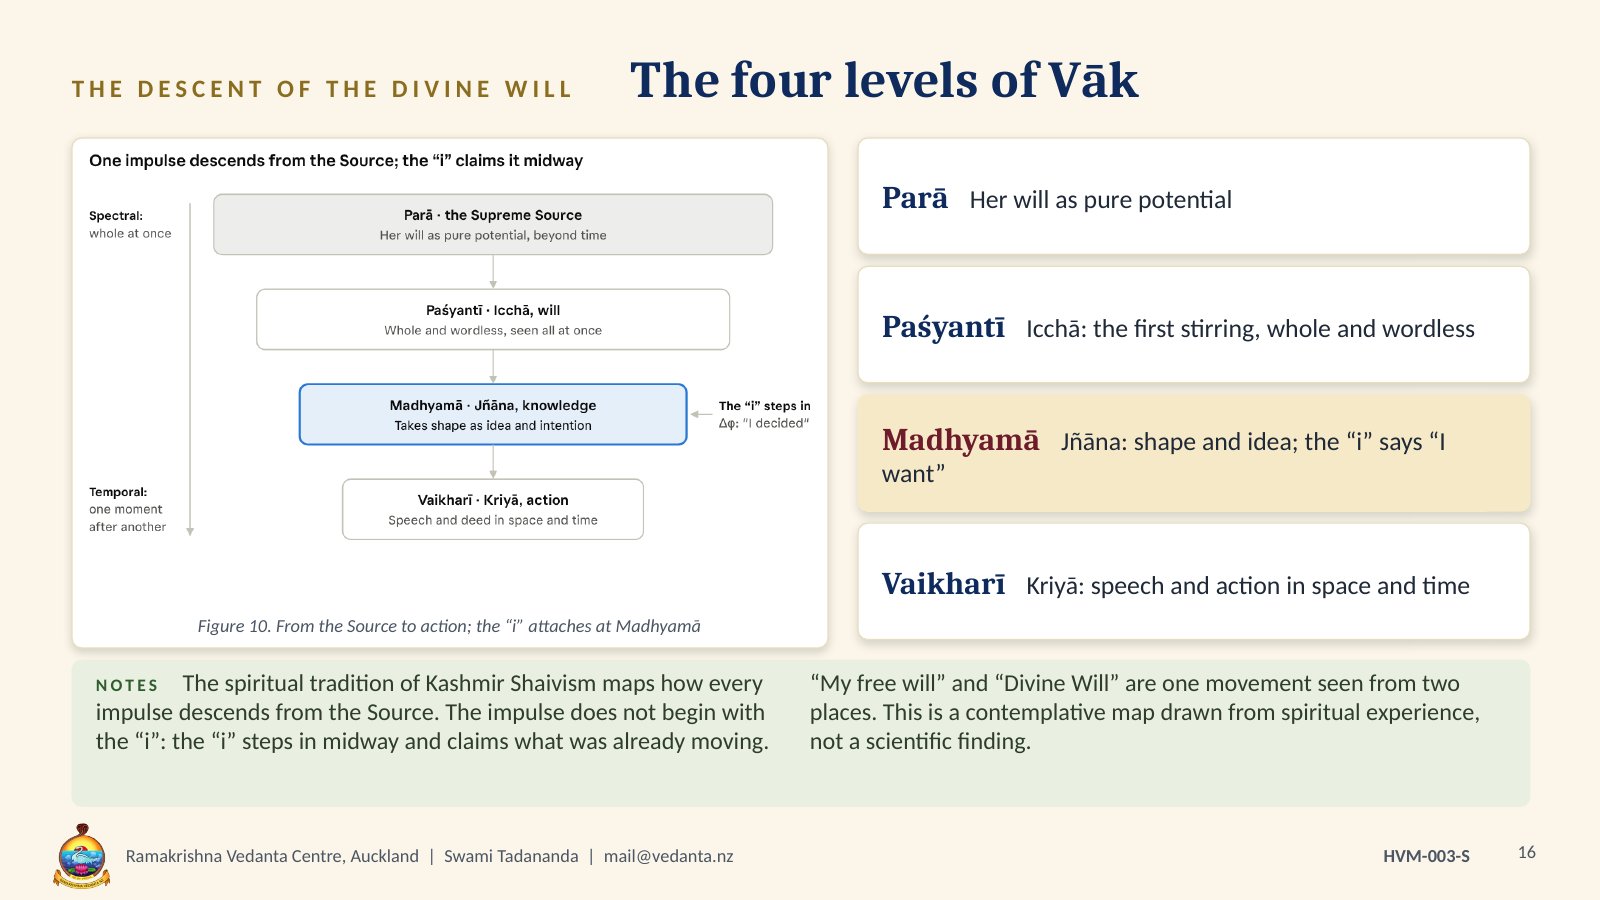 THE DESCENT OF THE DIVINE WILL
The four levels of Vāk
One impulse descends from the Source; the “i” claims it midway
Spectral:
whole at once
Parā · the Supreme Source
Her will as pure potential, beyond time
Paśyantī · Icchā, will
Whole and wordless, seen all at once
Madhyamā · Jñāna, knowledge
Takes shape as idea and intention
The “i” steps in
Δφ: “I decided”
Vaikharī · Kriyā, action
Speech and deed in space and time
Temporal:
one moment
after another
Figure 10. From the Source to action; the “i” attaches at Madhyamā
Parā Her will as pure potential
Paśyantī Icchā: the first stirring, whole and wordless
Madhyamā Jñāna: shape and idea; the “i” says “I
want”
Vaikharī Kriyā: speech and action in space and time
NOTES The spiritual tradition of Kashmir Shaivism maps how every
impulse descends from the Source. The impulse does not begin with
the “i”: the “i” steps in midway and claims what was already moving.
“My free will” and “Divine Will” are one movement seen from two
places. This is a contemplative map drawn from spiritual experience,
not a scientific finding.
Ramakrishna Vedanta Centre, Auckland | Swami Tadananda | mail@vedanta.nz
HVM-003-S
16